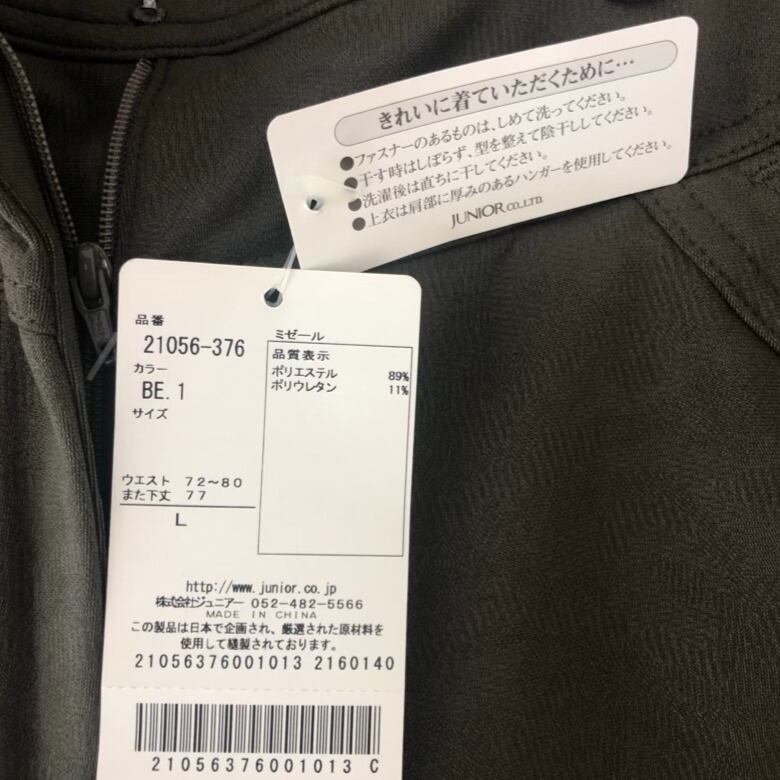 きれいに着ていただくために…
●ファスナーのあるものは、しめて洗ってください。
●干す時はしぼらず、型を整えて陰干ししてください。
●洗濯後は直ちに干してください。
●上衣は肩部に厚みのあるハンガーを使用してください。
JUNIOR CO.,LTD.
品番
21056-376
カラー
BE.1
サイズ
ウエスト 72～80
また下丈 77
L
ミゼール
品質表示
ポリエステル 89%
ポリウレタン 11%
http://www.junior.co.jp
株式会社ジュニアー 052-482-5566
MADE IN CHINA
この製品は日本で企画され、厳選された原材料を
使用して縫製されております。
21056376001013 2160140
21056376001013 C